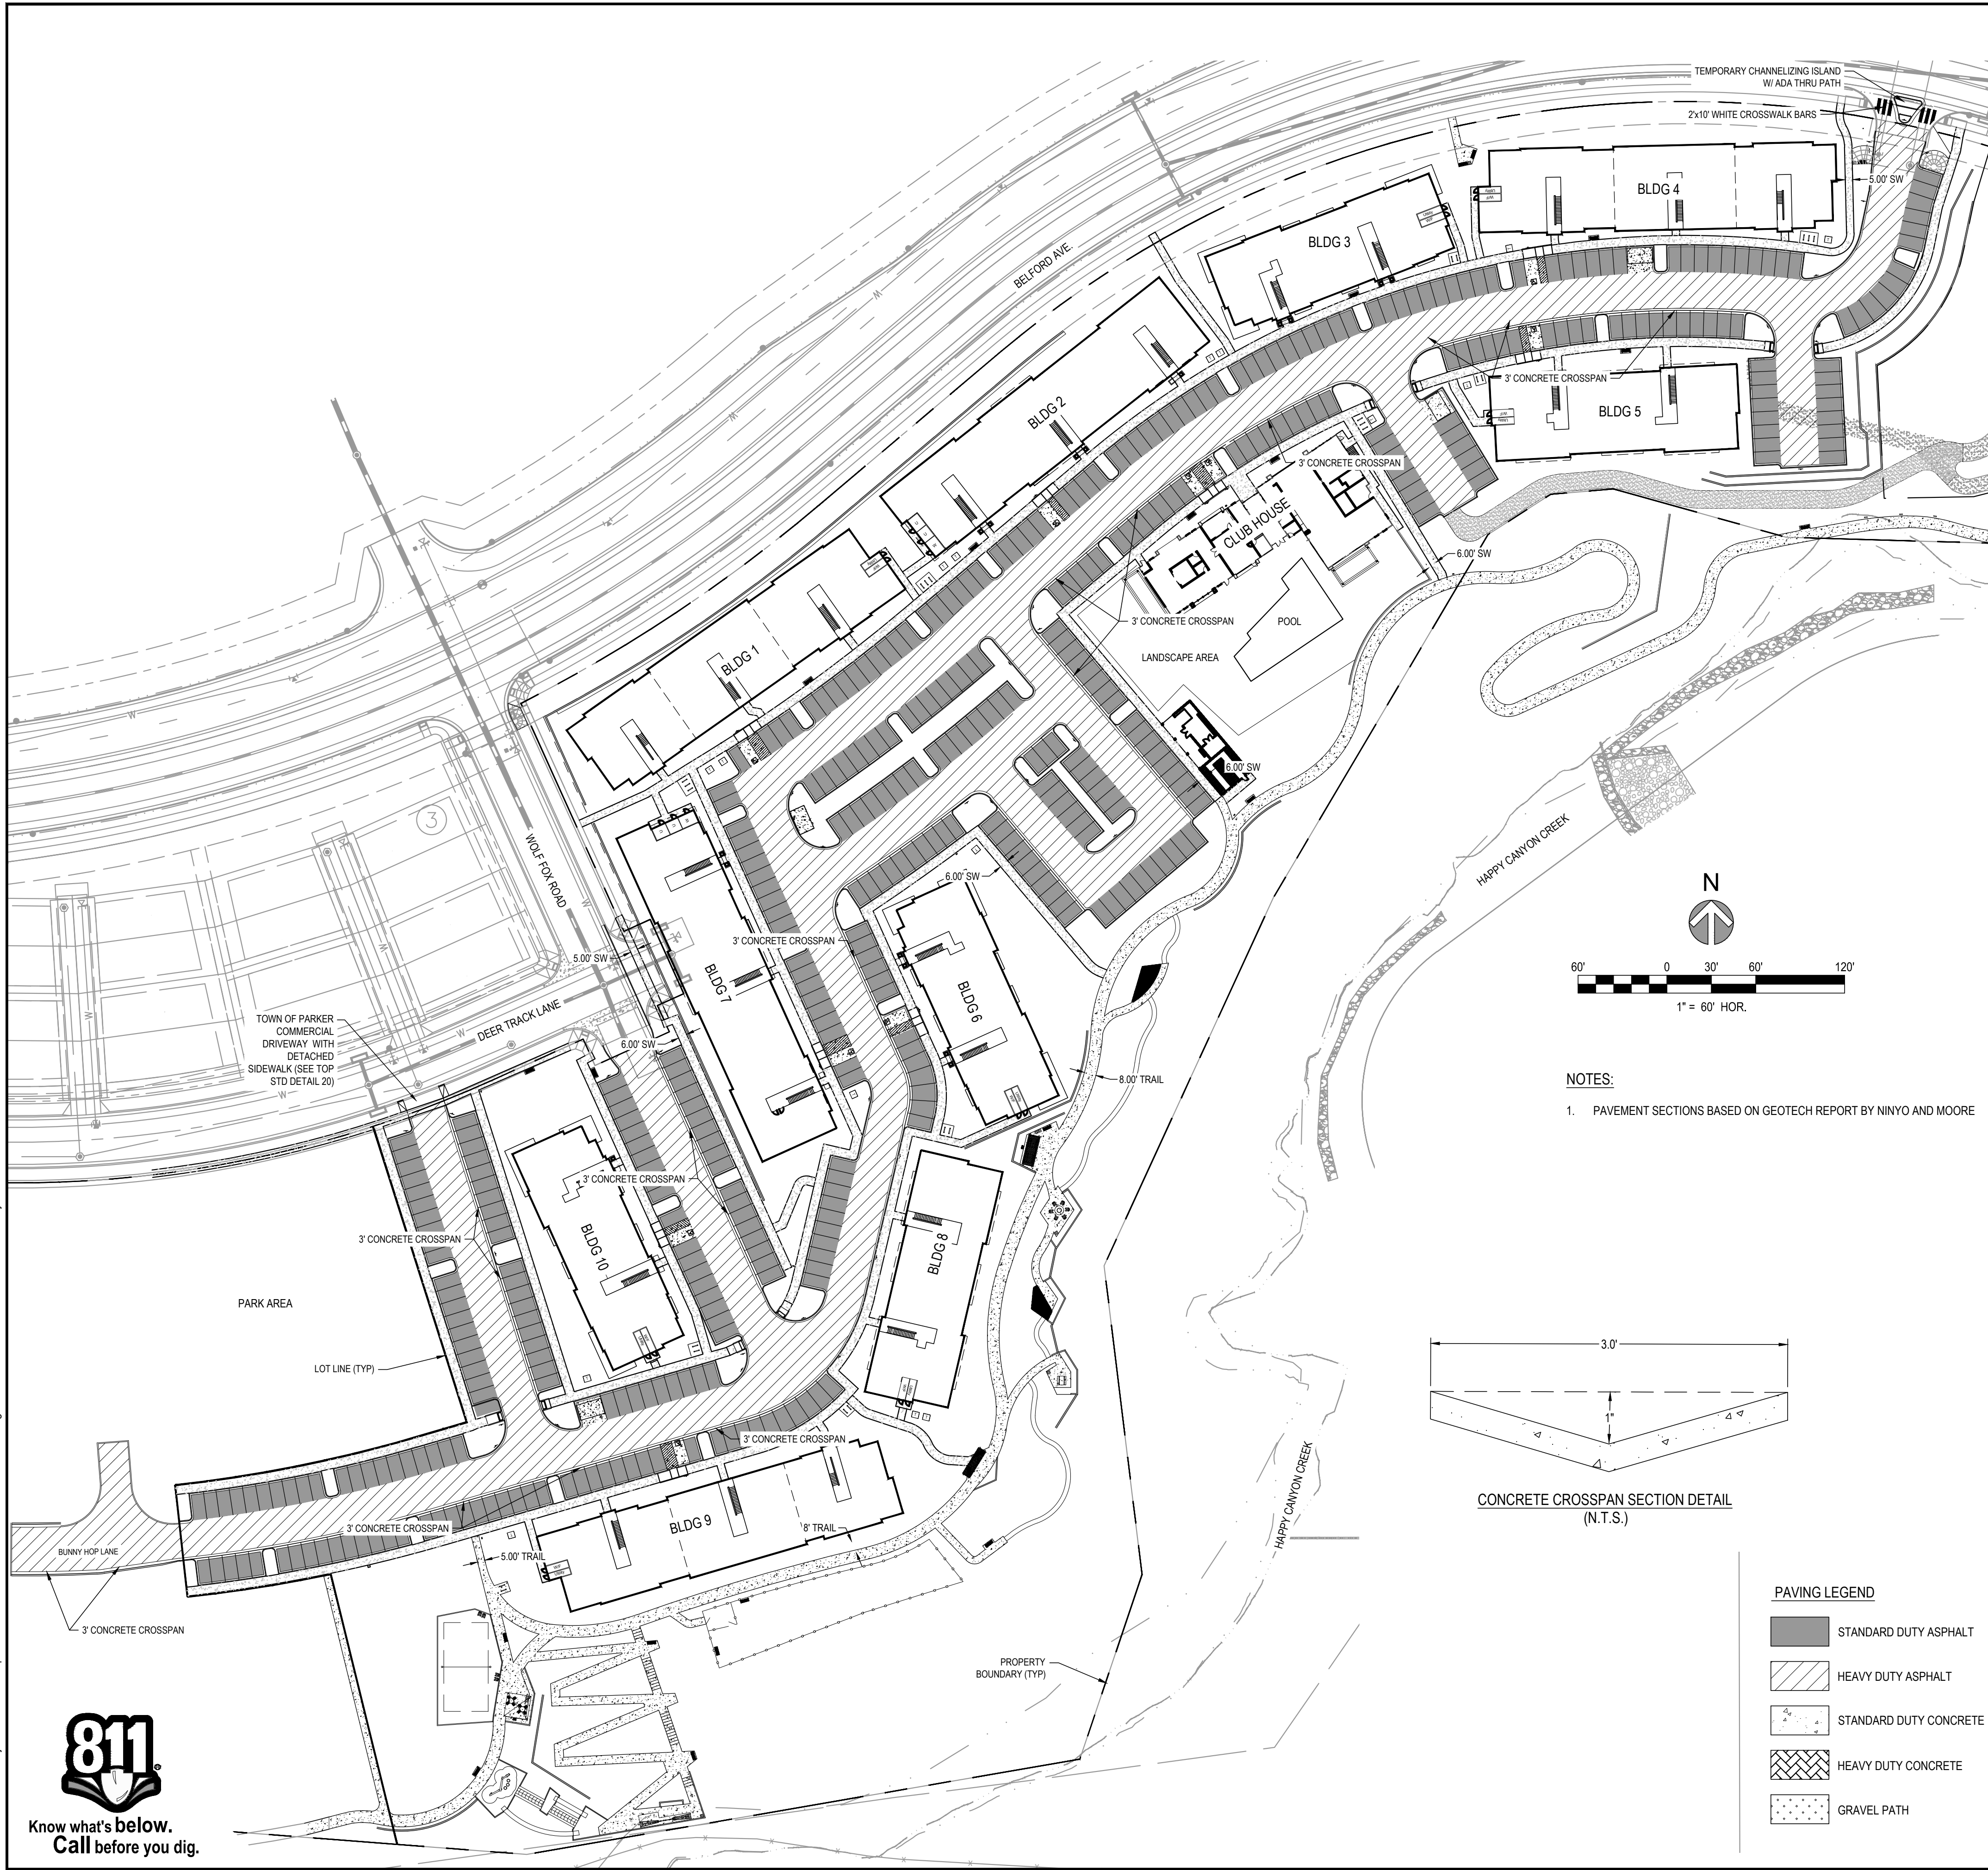 TEMPORARY CHANNELIZING ISLAND
W/ ADA THRU PATH
2'x10' WHITE CROSSWALK BARS
5.00' SW
BLDG 4
BLDG 3
BELFORD AVE.
3' CONCRETE CROSSPAN
BLDG 5
BLDG 2
3' CONCRETE CROSSPAN
CLUB HOUSE
6.00' SW
3' CONCRETE CROSSPAN
POOL
LANDSCAPE AREA
BLDG 1
6.00' SW
3
WOLF FOX ROAD
HAPPY CANYON CREEK
6.00' SW
3' CONCRETE CROSSPAN
5.00' SW
BLDG 7
BLDG 6
N
60'
0
30'
60'
120'
1" = 60' HOR.
TOWN OF PARKER
COMMERCIAL
DRIVEWAY WITH
DETACHED
SIDEWALK (SEE TOP
STD DETAIL 20)
DEER TRACK LANE
6.00' SW
8.00' TRAIL
NOTES:
1. PAVEMENT SECTIONS BASED ON GEOTECH REPORT BY NINYO AND MOORE
3' CONCRETE CROSSPAN
3' CONCRETE CROSSPAN
BLDG 10
BLDG 8
PARK AREA
LOT LINE (TYP)
3.0'
1"
CONCRETE CROSSPAN SECTION DETAIL
(N.T.S.)
3' CONCRETE CROSSPAN
HAPPY CANYON CREEK
3' CONCRETE CROSSPAN
BLDG 9
8' TRAIL
BUNNY HOP LANE
5.00' TRAIL
3' CONCRETE CROSSPAN
PROPERTY
BOUNDARY (TYP)
PAVING LEGEND
STANDARD DUTY ASPHALT
HEAVY DUTY ASPHALT
STANDARD DUTY CONCRETE
HEAVY DUTY CONCRETE
GRAVEL PATH
811
Know what's below.
Call before you dig.